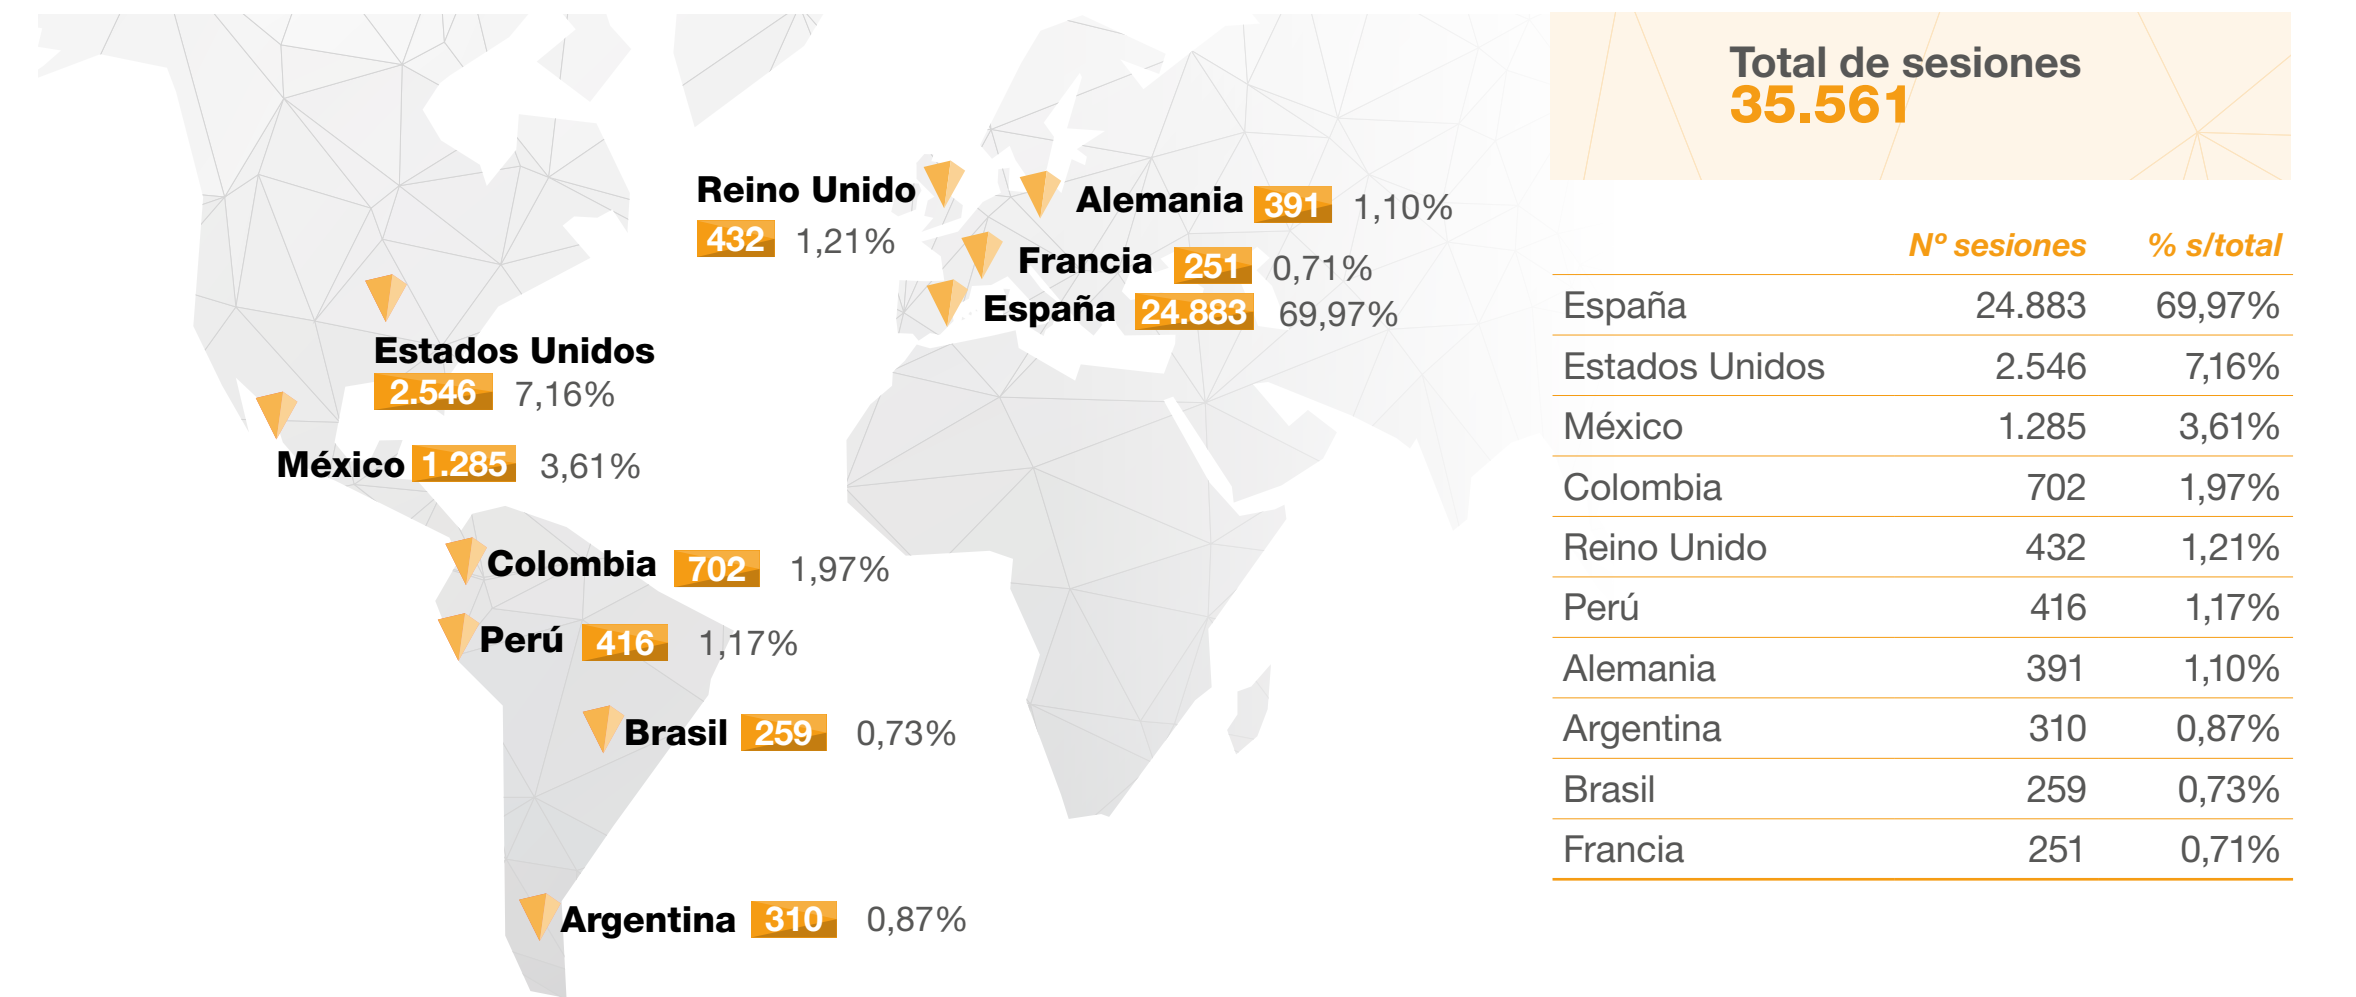 Total de sesiones
35.561
Reino Unido
432 1,21%
Alemania 391 1,10%
Francia 251 0,71%
España 24.883 69,97%
Estados Unidos
2.546 7,16%
México 1.285 3,61%
Colombia 702 1,97%
Perú 416 1,17%
Brasil 259 0,73%
Argentina 310 0,87%
Nº sesiones % s/total
España 24.883 69,97%
Estados Unidos 2.546 7,16%
México 1.285 3,61%
Colombia 702 1,97%
Reino Unido 432 1,21%
Perú 416 1,17%
Alemania 391 1,10%
Argentina 310 0,87%
Brasil 259 0,73%
Francia 251 0,71%